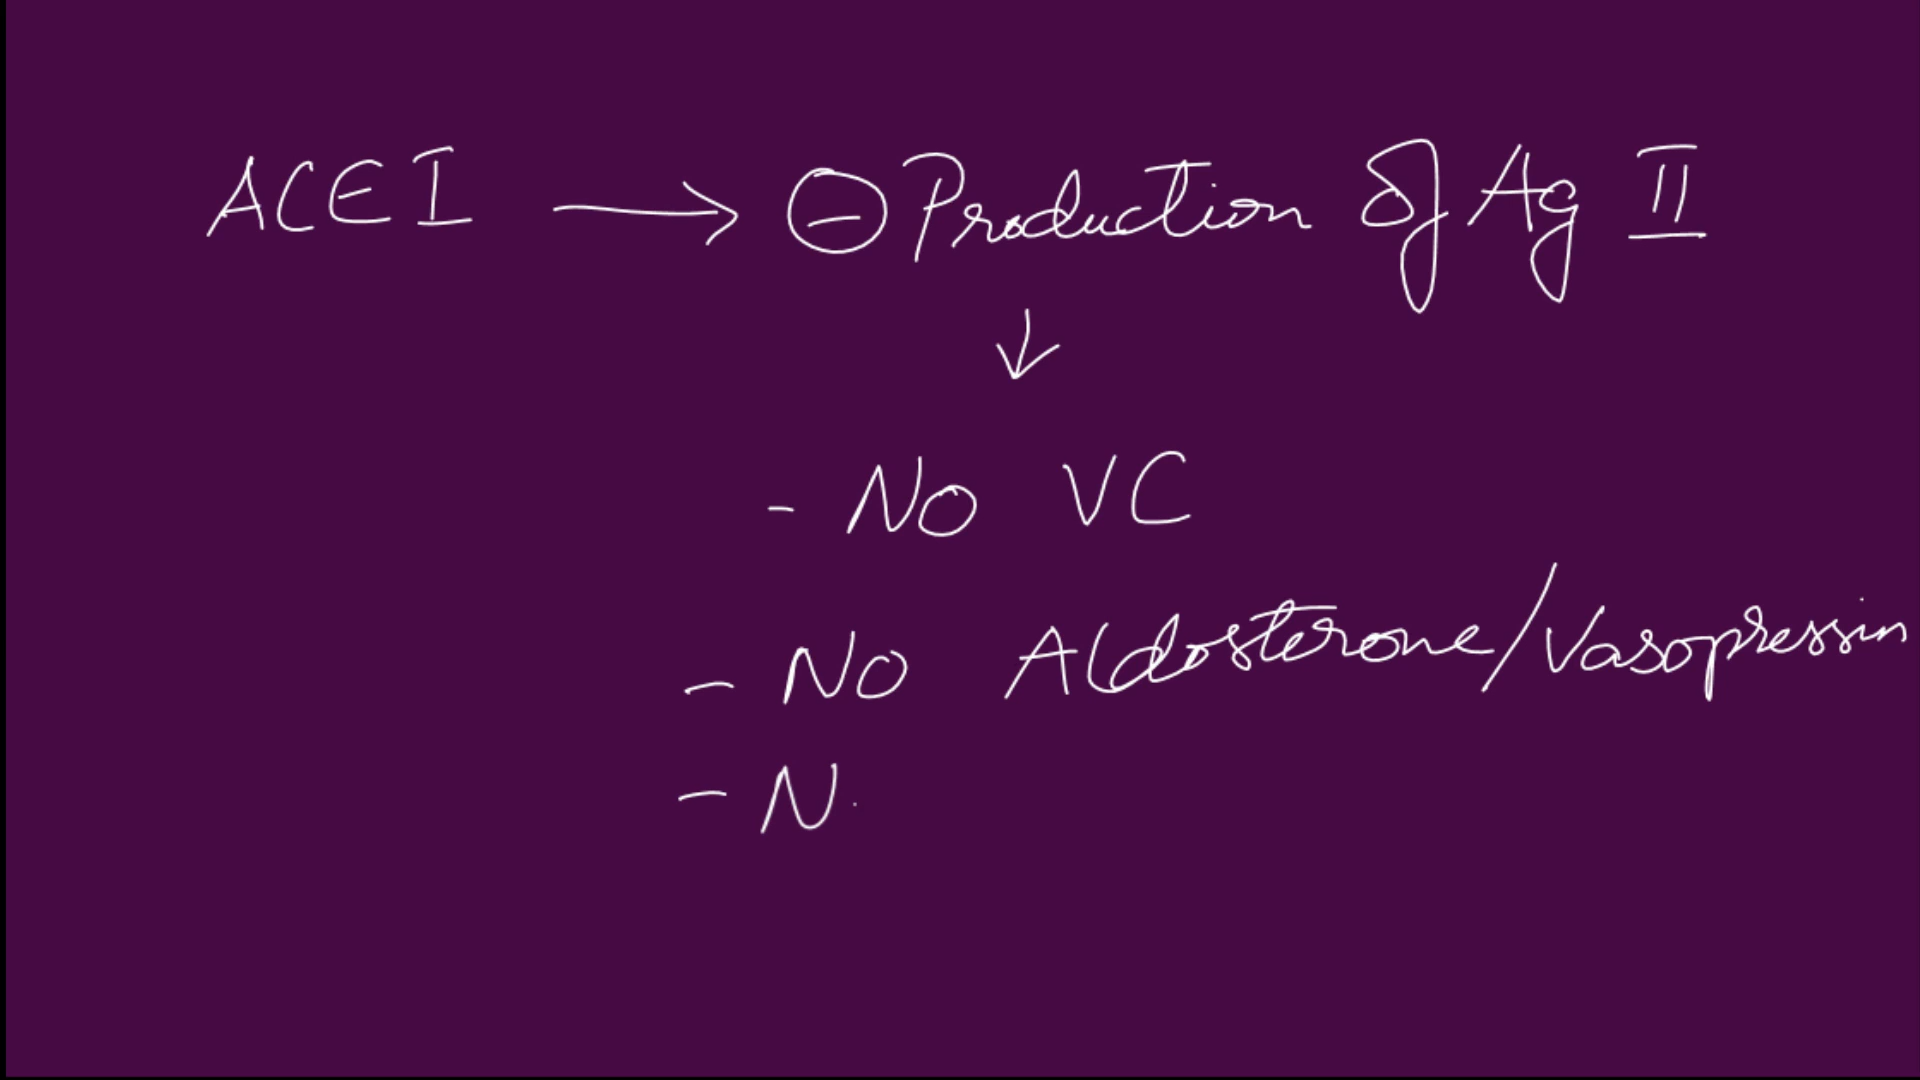 ACEI → ⊖ Production of Ag II
↓
- No VC
- No Aldosterone/Vasopressin
- N.